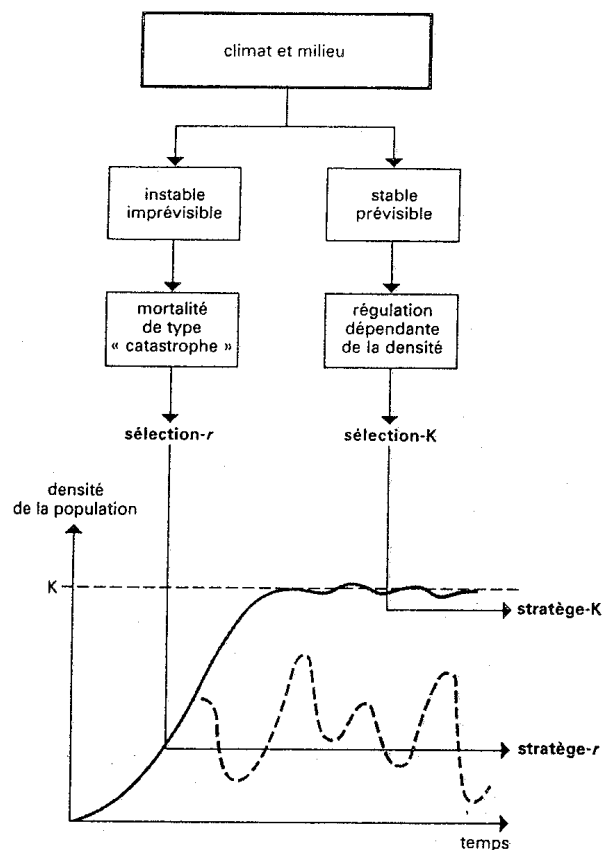 climat et milieu
instable
imprévisible
stable
prévisible
mortalité
de type
« catastrophe »
régulation
dépendante
de la densité
sélection-r
sélection-K
densité
de la population
K
stratège-K
stratège-r
temps